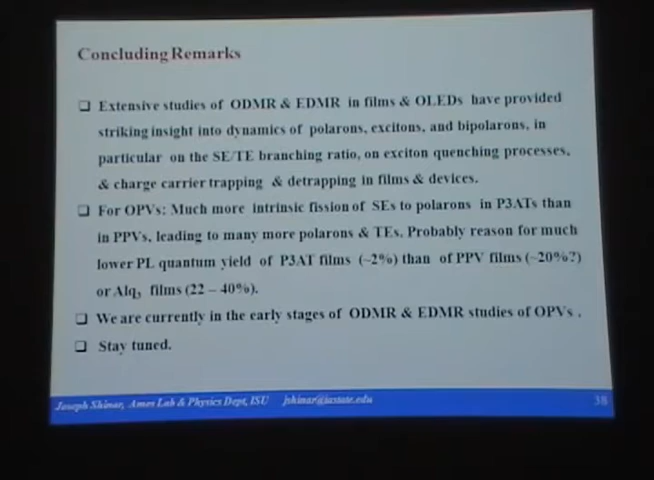 Concluding Remarks
❑ Extensive studies of ODMR & EDMR in films & OLEDs have provided
striking insight into dynamics of polarons, excitons, and bipolarons, in
particular on the SE/TE branching ratio, on exciton quenching processes,
& charge carrier trapping & detrapping in films & devices.
❑ For OPVs: Much more intrinsic fission of SEs to polarons in P3ATs than
in PPVs, leading to many more polarons & TEs. Probably reason for much
lower PL quantum yield of P3AT films (~2%) than of PPV films (~20%?)
or Alq3 films (22 – 40%).
❑ We are currently in the early stages of ODMR & EDMR studies of OPVs .
❑ Stay tuned.
Joseph Shinar, Ames Lab & Physics Dept, ISU jshinar@iastate.edu 38